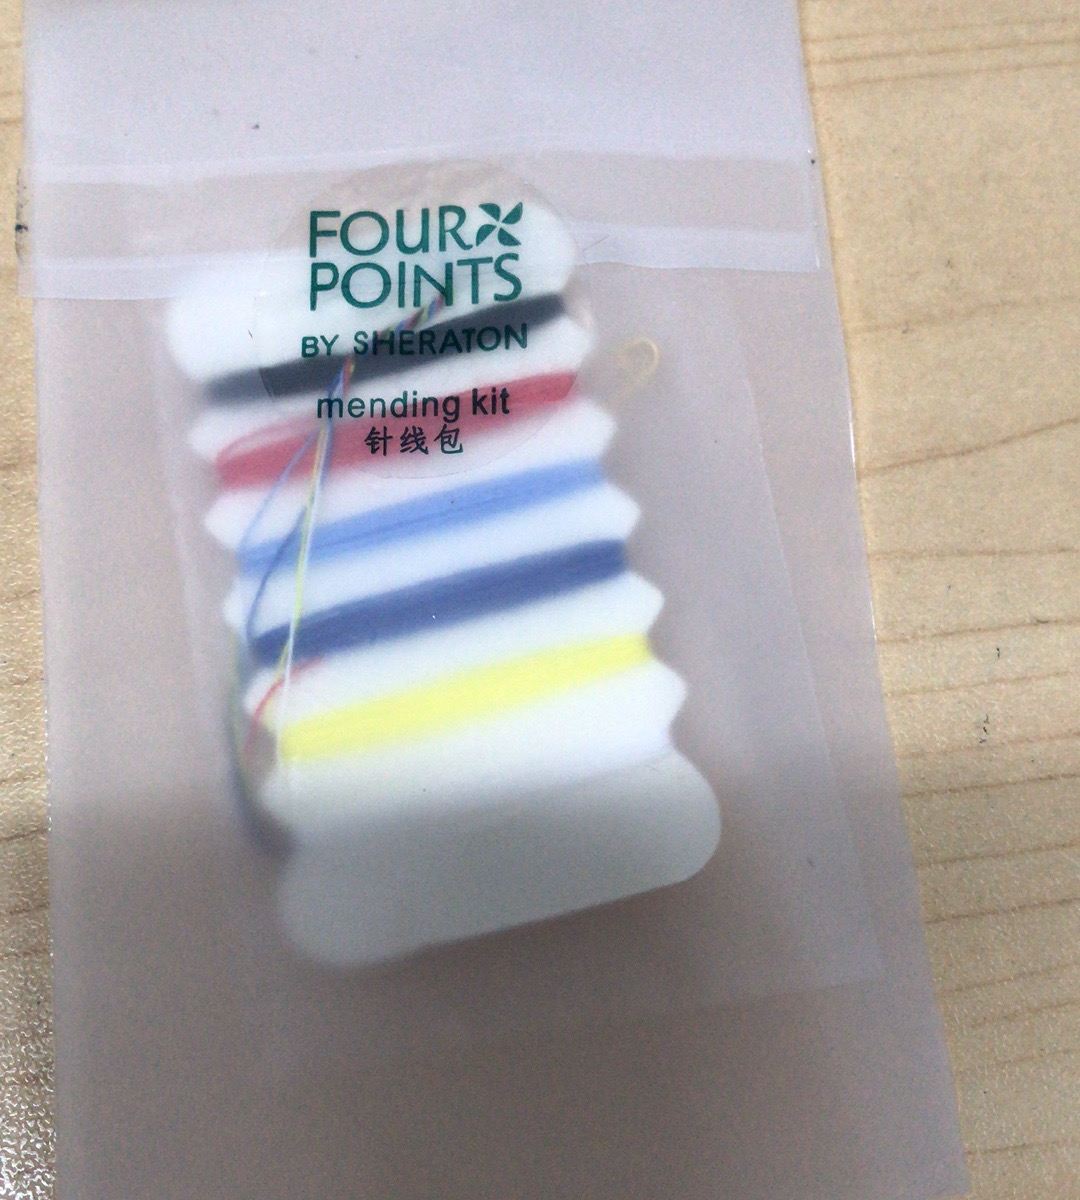 FOUR
POINTS
BY SHERATON
mending kit
针线包